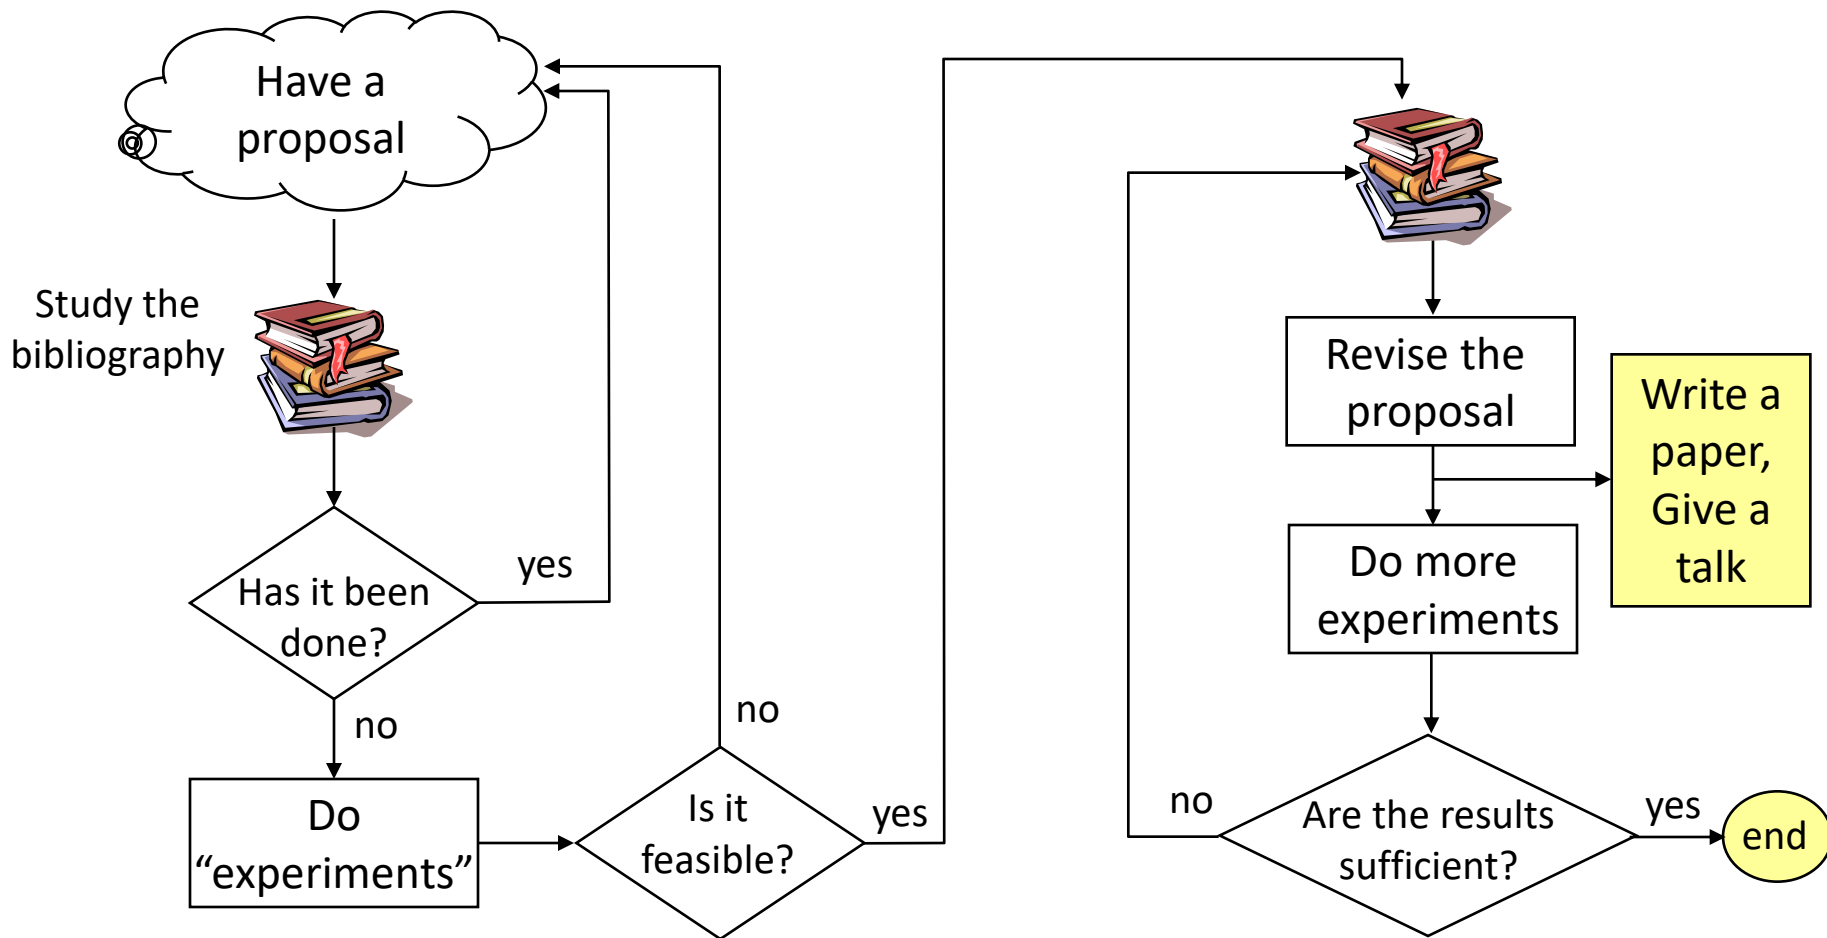 Have a
proposal
Study the
bibliography
Has it been
done?
yes
no
Do
“experiments”
Is it
feasible?
no
yes
Revise the
proposal
Write a
paper,
Give a
talk
Do more
experiments
Are the results
sufficient?
no
yes
end